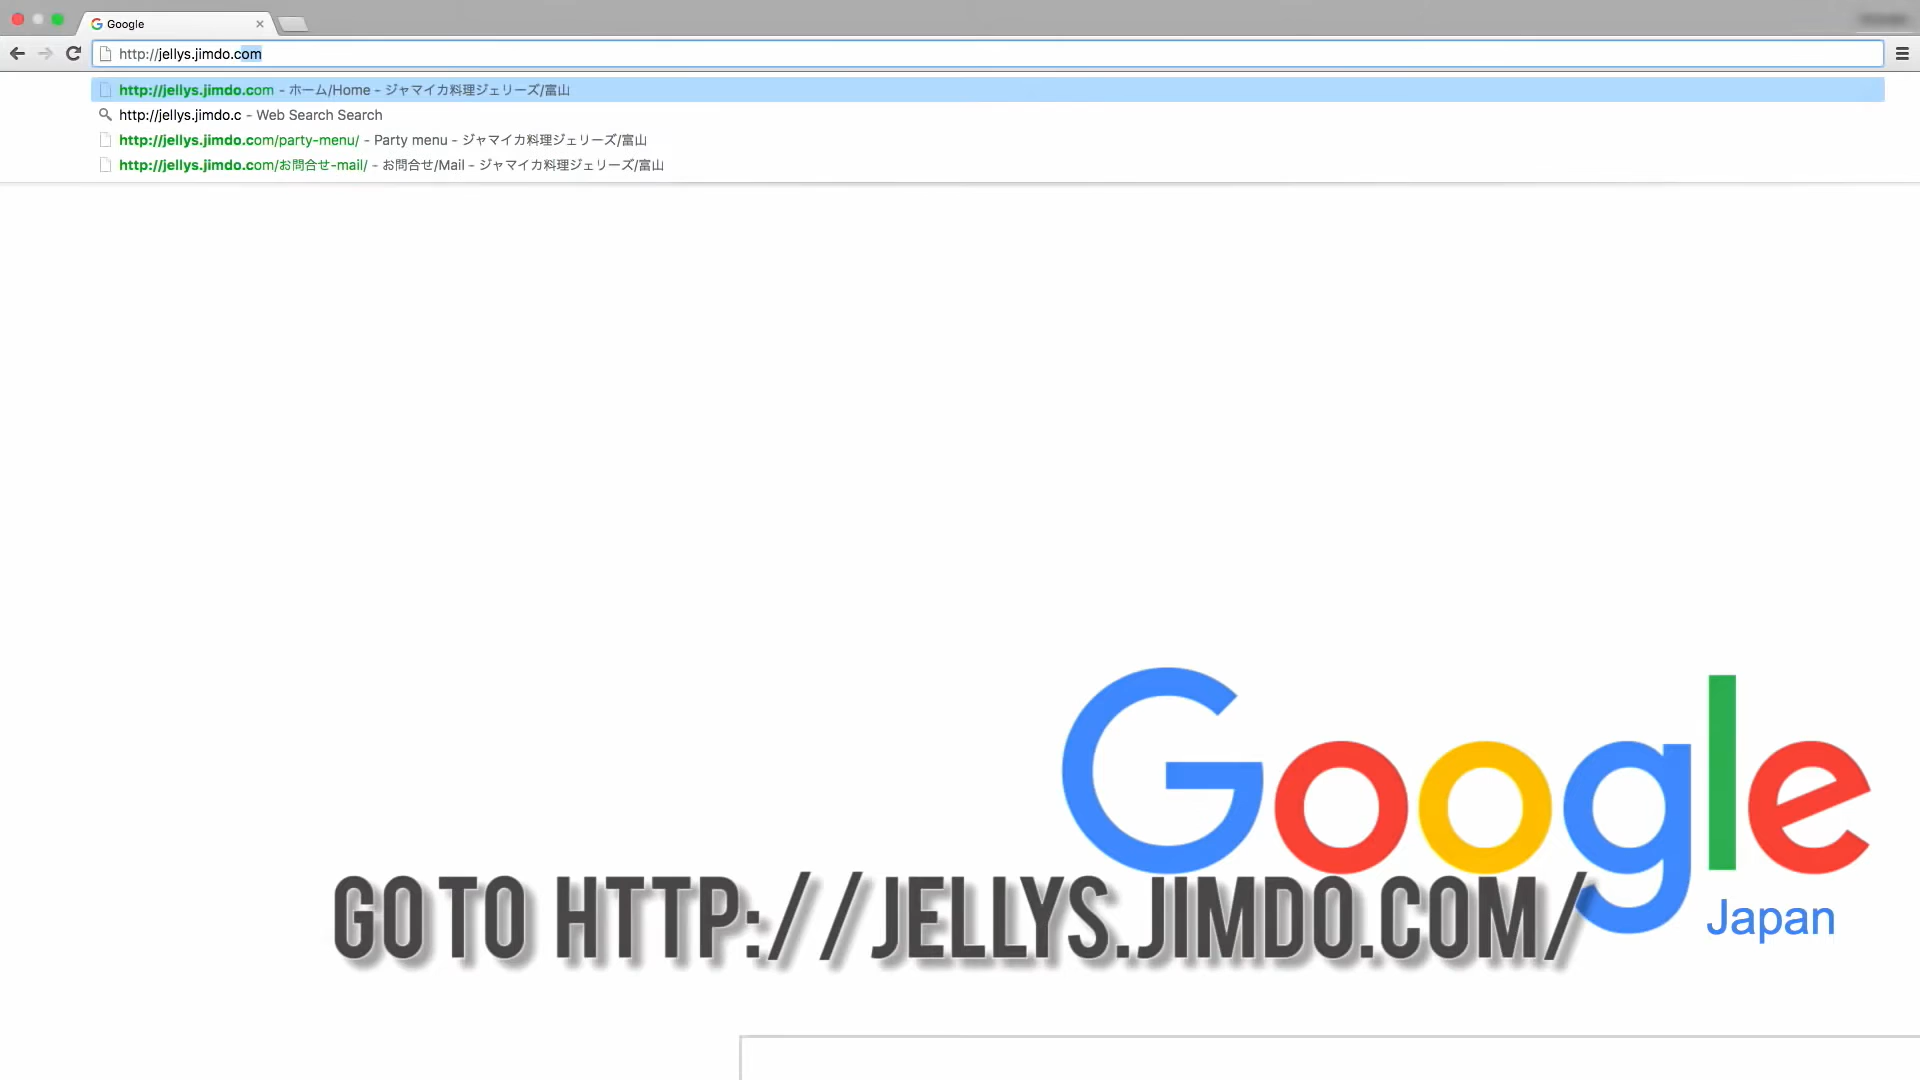 Google
http://jellys.jimdo.com
http://jellys.jimdo.com - ホーム/Home - ジャマイカ料理ジェリーズ/富山
http://jellys.jimdo.c - Web Search Search
http://jellys.jimdo.com/party-menu/ - Party menu - ジャマイカ料理ジェリーズ/富山
http://jellys.jimdo.com/お問合せ-mail/ - お問合せ/Mail - ジャマイカ料理ジェリーズ/富山
Google
Japan
GO TO HTTP://JELLYS.JIMDO.COM/